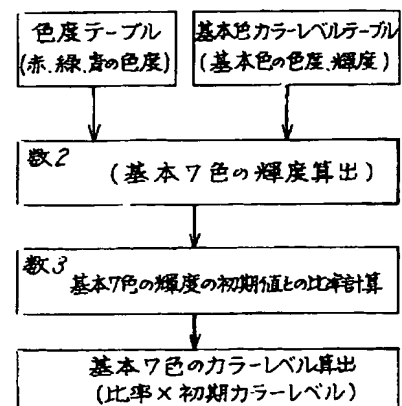 色度テーブル
(赤、緑、青の色度)
基本色カラーレベルテーブル
(基本色の色度、輝度)
数2
(基本7色の輝度算出)
数3
基本7色の輝度の初期値との比率計算
基本7色のカラーレベル算出
(比率×初期カラーレベル)